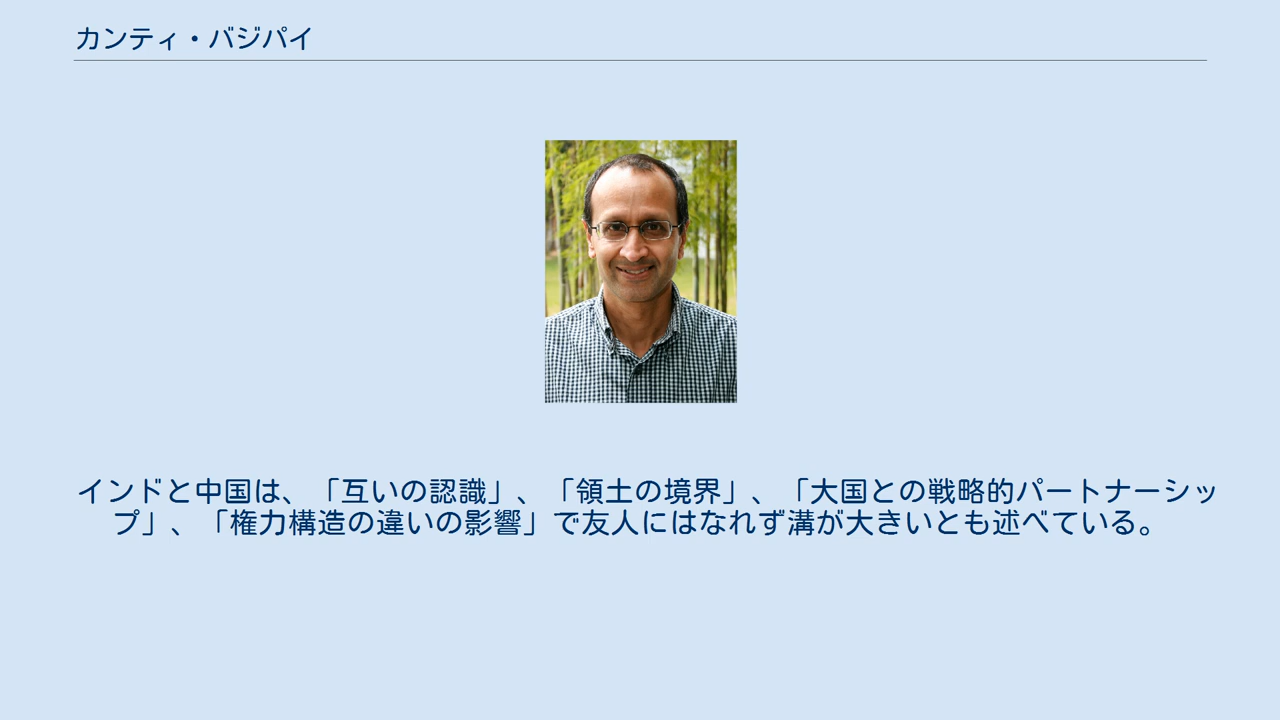 カンティ・バジパイ
インドと中国は、「互いの認識」、「領土の境界」、「大国との戦略的パートナーシッ
プ」、「権力構造の違いの影響」で友人にはなれず溝が大きいとも述べている。